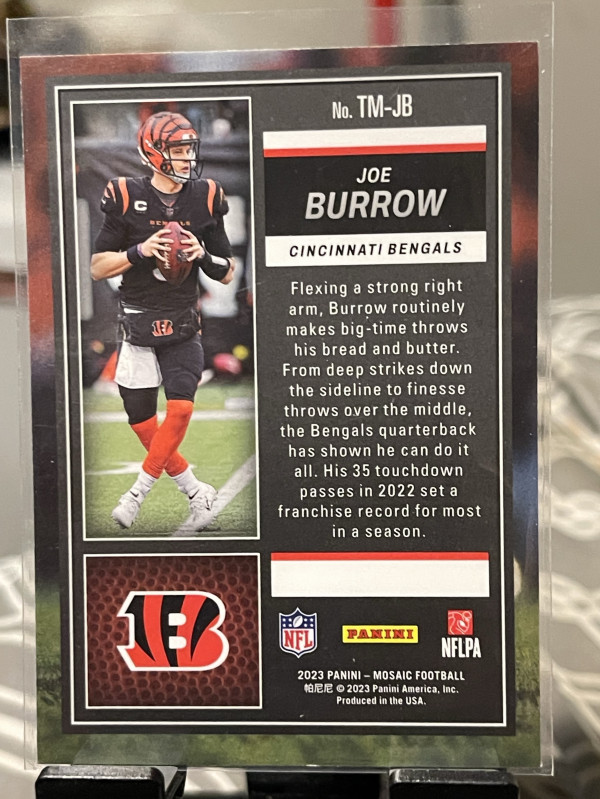 No. TM-JB
JOE
BURROW
CINCINNATI BENGALS
Flexing a strong right
arm, Burrow routinely
makes big-time throws
his bread and butter.
From deep strikes down
the sideline to finesse
throws over the middle,
the Bengals quarterback
has shown he can do it
all. His 35 touchdown
passes in 2022 set a
franchise record for most
in a season.
C
BENGALS
B
B
NFL
PANINI
NFLPA
2023 PANINI – MOSAIC FOOTBALL
帕尼尼 © 2023 Panini America, Inc.
Produced in the USA.